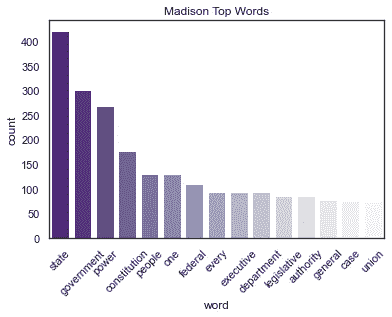 Madison Top Words
count
400
350
300
250
200
150
100
50
0
state
government
power
constitution
people
one
federal
every
executive
department
legislative
authority
general
case
union
word